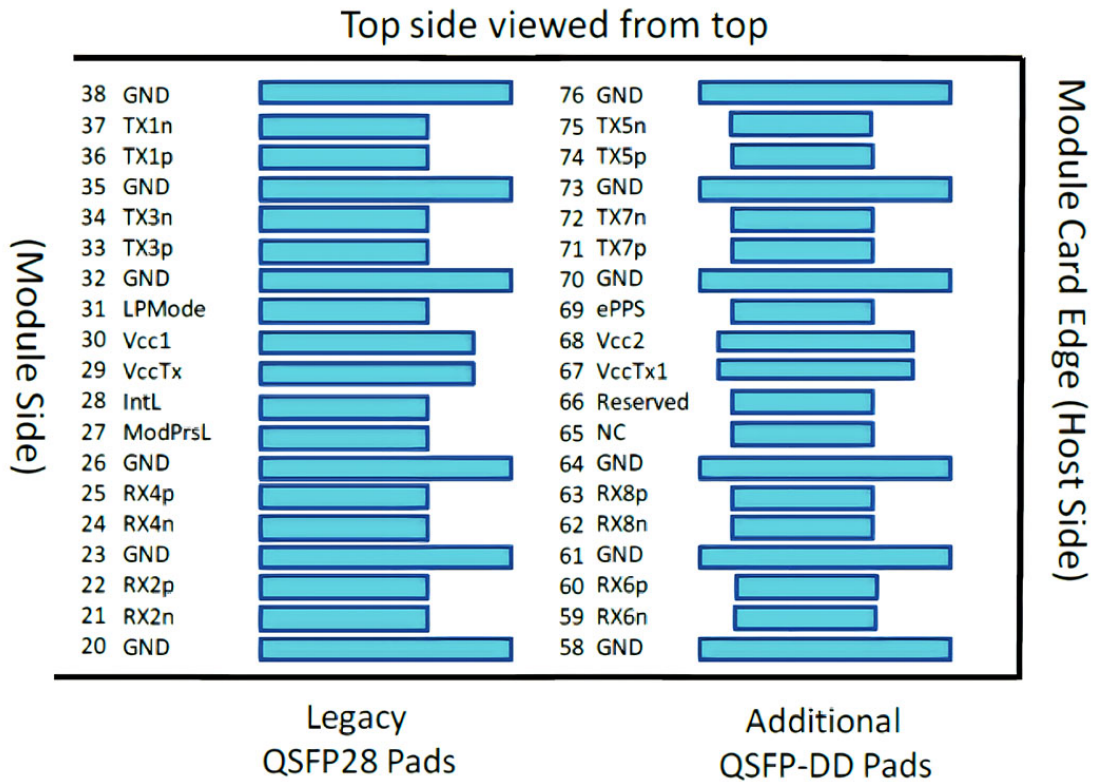 Top side viewed from top
38 GND 76 GND
37 TX1n 75 TX5n
36 TX1p 74 TX5p
35 GND 73 GND
34 TX3n 72 TX7n
33 TX3p 71 TX7p
32 GND 70 GND
31 LPMode 69 ePPS
30 Vcc1 68 Vcc2
29 VccTx 67 VccTx1
28 IntL 66 Reserved
27 ModPrsL 65 NC
26 GND 64 GND
25 RX4p 63 RX8p
24 RX4n 62 RX8n
23 GND 61 GND
22 RX2p 60 RX6p
21 RX2n 59 RX6n
20 GND 58 GND
(Module Side)
Module Card Edge (Host Side)
Legacy
QSFP28 Pads
Additional
QSFP-DD Pads